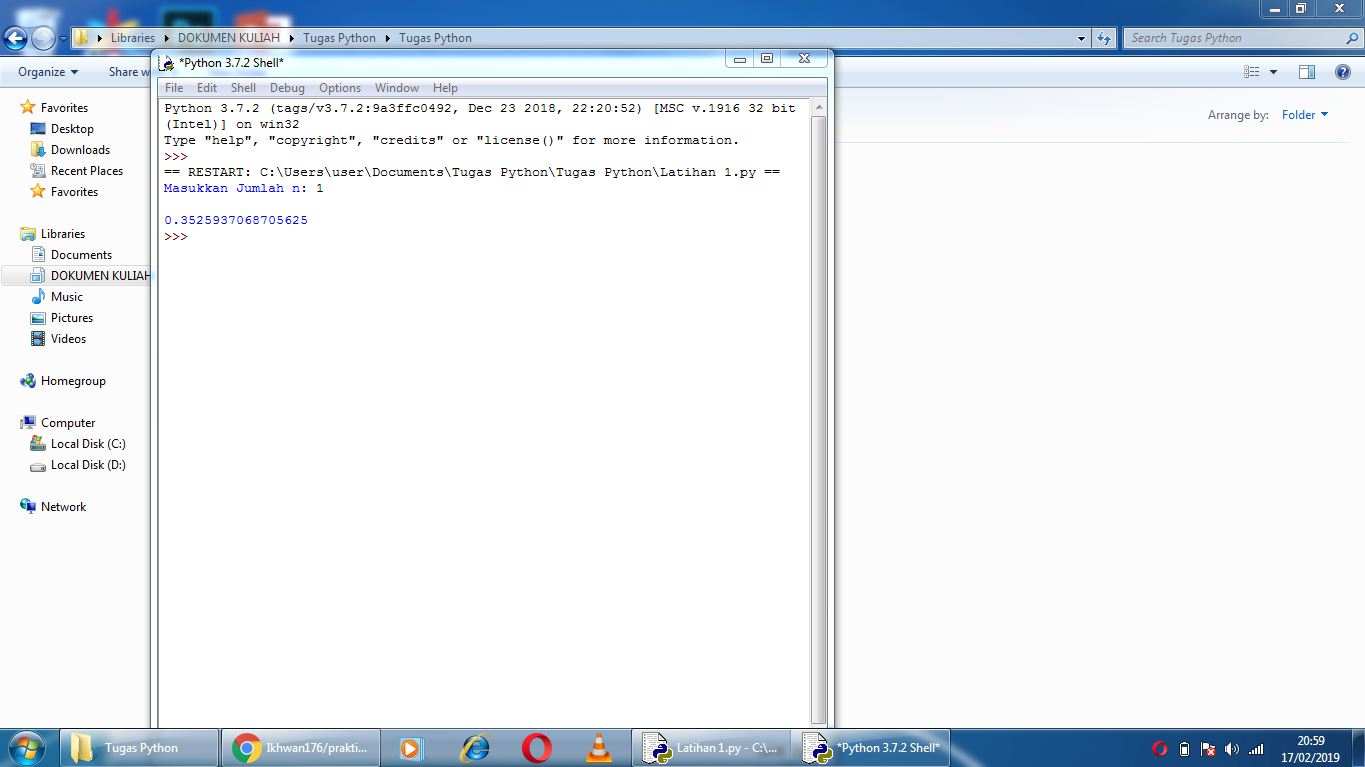 Libraries DOKUMEN KULIAH Tugas Python Tugas Python
Search Tugas Python
Organize Share w
*Python 3.7.2 Shell*
File Edit Shell Debug Options Window Help
Arrange by: Folder
Python 3.7.2 (tags/v3.7.2:9a3ffc0492, Dec 23 2018, 22:20:52) [MSC v.1916 32 bit
(Intel)] on win32
Type "help", "copyright", "credits" or "license()" for more information.
>>>
== RESTART: C:\Users\user\Documents\Tugas Python\Tugas Python\Latihan 1.py ==
Masukkan Jumlah n: 1
0.3525937068705625
>>>
Favorites
Desktop
Downloads
Recent Places
Favorites
Libraries
Documents
DOKUMEN KULIAH
Music
Pictures
Videos
Homegroup
Computer
Local Disk (C:)
Local Disk (D:)
Network
Tugas Python
Ikhwan176/prakti...
Latihan 1.py - C:\...
*Python 3.7.2 Shell*
20:59
17/02/2019